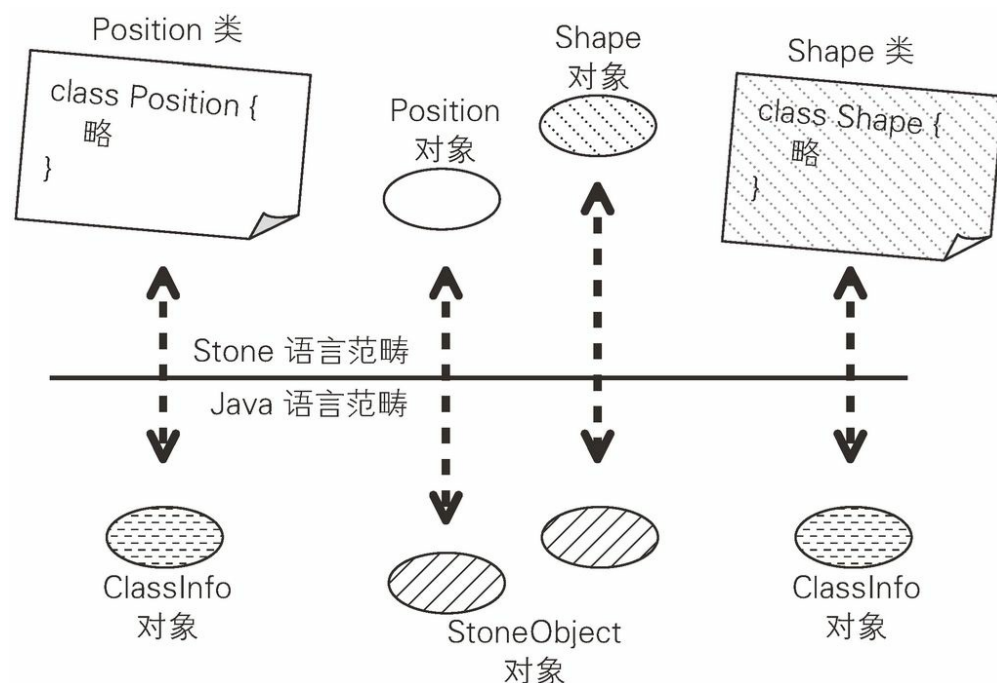 Position 类
class Position {
略
}
Position
对象
Shape
对象
Shape 类
class Shape {
略
}
Stone 语言范畴
Java 语言范畴
ClassInfo
对象
StoneObject
对象
ClassInfo
对象